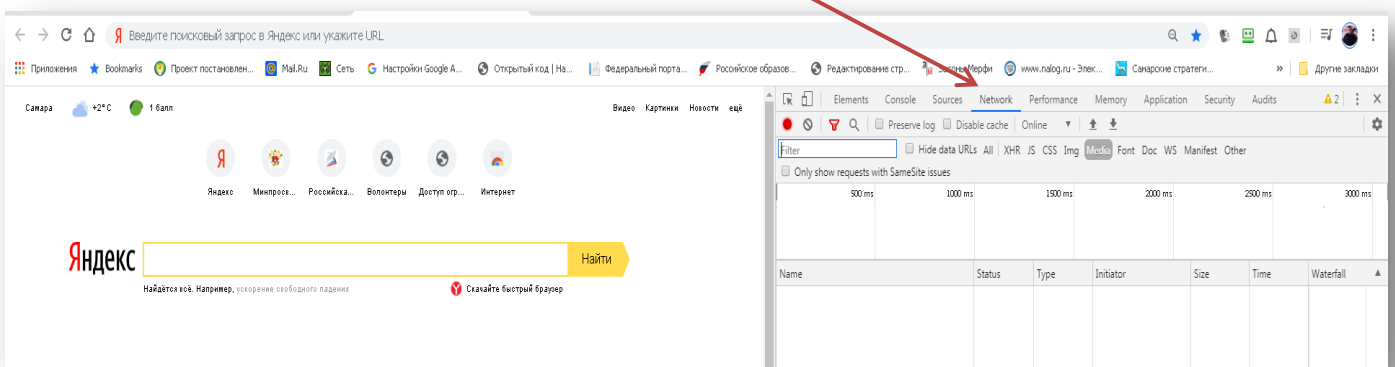 Введите поисковый запрос в Яндекс или укажите URL
Приложения Bookmarks Проект постановлен... Mail.Ru Сеть Настройки Google А... Открытый код | На... Федеральный порта... Российское образов... Редактирование стр... Законы Мерфи www.nalog.ru - Элек... Самарские стратеги... » Другие закладки
Самара +2° С 1 балл Видео Картинки Новости ещё
Яндекс Минпросв... Российска... Волонтеры Доступ огр... Интернет
Яндекс Найти
Найдётся всё. Например, ускорение свободного падения Скачайте быстрый браузер
Elements Console Sources Network Performance Memory Application Security Audits 2
Preserve log Disable cache Online
Filter Hide data URLs All XHR JS CSS Img Media Font Doc WS Manifest Other
Only show requests with SameSite issues
500 ms 1000 ms 1500 ms 2000 ms 2500 ms 3000 ms
Name Status Type Initiator Size Time Waterfall